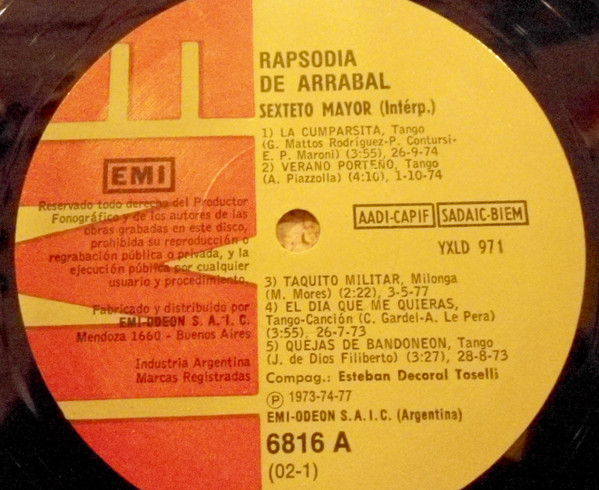 RAPSODIA
DE ARRABAL
SEXTETO MAYOR (Intérp.)
1) LA CUMPARSITA, Tango
(G. Mattos Rodríguez-P. Contursi-
E. P. Maroni) (3:55), 26-9-74
2) VERANO PORTEÑO, Tango
(A. Piazzolla) (4:10), 1-10-74
EMI
Reservado todo derecho del Productor
Fonográfico y de los autores de las
obras grabadas en este disco,
prohibida su reproducción o
regrabación pública o privada, y la
ejecución pública por cualquier
usuario y procedimiento.
AADI-CAPIF SADAIC-BIEM
YXLD 971
Fabricado y distribuido por
EMI-ODEON S. A. I. C.
Mendoza 1660 - Buenos Aires
Industria Argentina
Marcas Registradas
3) TAQUITO MILITAR, Milonga
(M. Mores) (2:22), 3-5-77
4) EL DIA QUE ME QUIERAS,
Tango-Canción (C. Gardel-A. Le Pera)
(3:55), 26-7-73
5) QUEJAS DE BANDONEON, Tango
(J. de Dios Filiberto) (3:27), 28-8-73
Compag.: Esteban Decoral Toselli
Ⓟ 1973-74-77
EMI-ODEON S. A. I. C. (Argentina)
6816 A
(02-1)